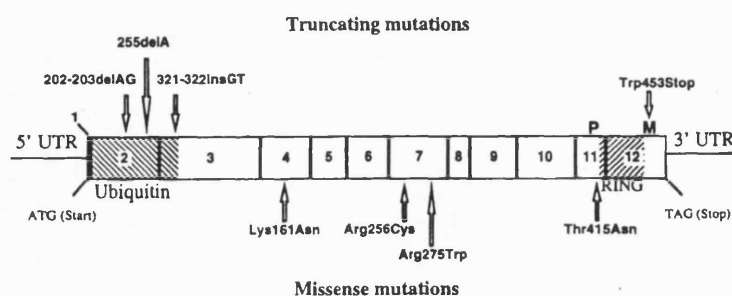 Truncating mutations
255delA
202-203delAG
321-322insGT
Trp453Stop
1
P
M
5' UTR
3' UTR
2
3
4
5
6
7
8
9
10
11
12
Ubiquitin
RING
ATG (Start)
TAG (Stop)
Lys161Asn
Arg256Cys
Thr415Asn
Arg275Trp
Missense mutations